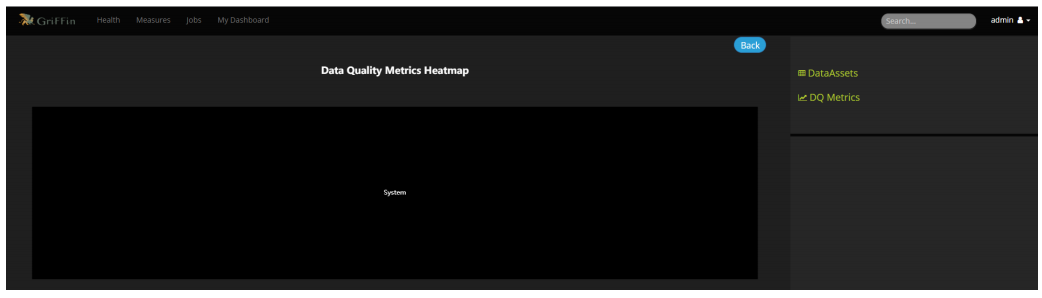 GriFFin Health Measures Jobs My Dashboard Search... admin
Back
Data Quality Metrics Heatmap
DataAssets
DQ Metrics
System